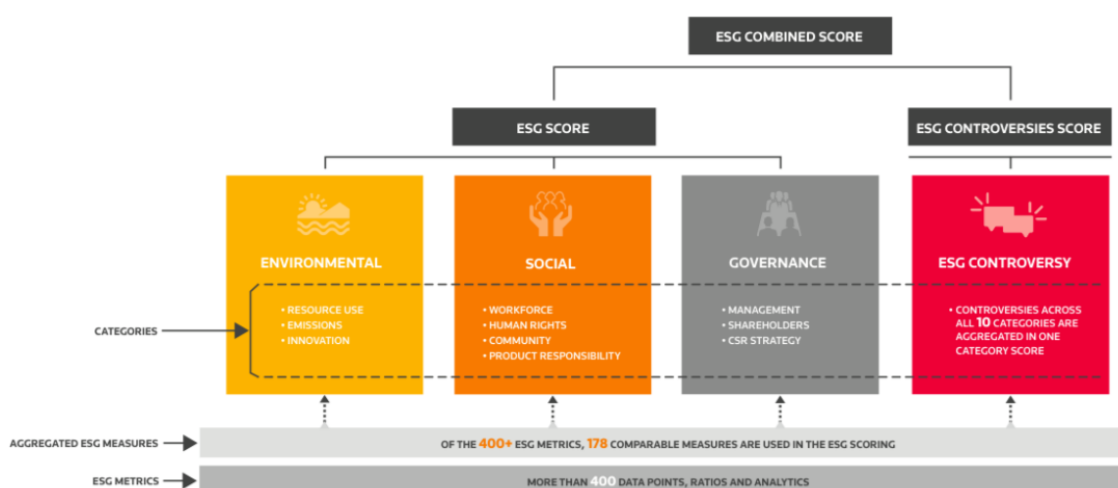 ESG COMBINED SCORE
ESG SCORE
ESG CONTROVERSIES SCORE
ENVIRONMENTAL
SOCIAL
GOVERNANCE
ESG CONTROVERSY
CATEGORIES
• RESOURCE USE
• EMISSIONS
• INNOVATION
• WORKFORCE
• HUMAN RIGHTS
• COMMUNITY
• PRODUCT RESPONSIBILITY
• MANAGEMENT
• SHAREHOLDERS
• CSR STRATEGY
• CONTROVERSIES ACROSS
ALL 10 CATEGORIES ARE
AGGREGATED IN ONE
CATEGORY SCORE
AGGREGATED ESG MEASURES
OF THE 400+ ESG METRICS, 178 COMPARABLE MEASURES ARE USED IN THE ESG SCORING
ESG METRICS
MORE THAN 400 DATA POINTS, RATIOS AND ANALYTICS